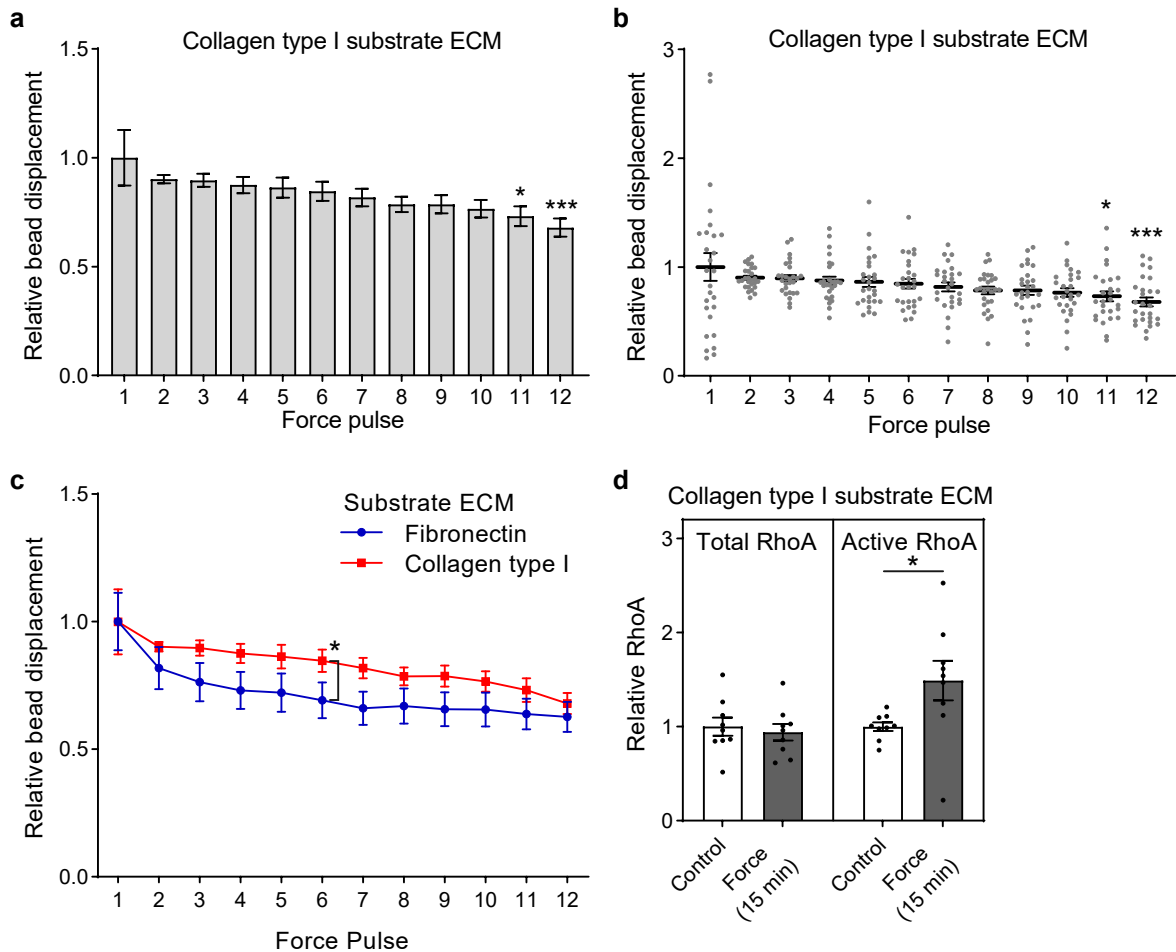 a
Collagen type I substrate ECM
Relative bead displacement
1.5
1.0
0.5
0.0
*
***
1 2 3 4 5 6 7 8 9 10 11 12
Force pulse
b
Collagen type I substrate ECM
Relative bead displacement
3
2
1
0
*
***
1 2 3 4 5 6 7 8 9 10 11 12
Force pulse
c
Relative bead displacement
1.5
1.0
0.5
0.0
Substrate ECM
Fibronectin
Collagen type I
*
1 2 3 4 5 6 7 8 9 10 11 12
Force Pulse
d
Collagen type I substrate ECM
Relative RhoA
3
2
1
0
Total RhoA
Active RhoA
*
Control
Force
(15 min)
Control
Force
(15 min)